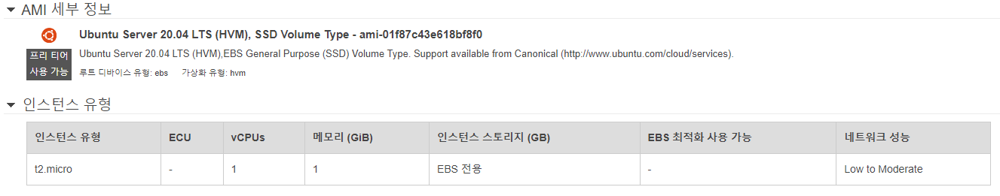 AMI 세부 정보
Ubuntu Server 20.04 LTS (HVM), SSD Volume Type - ami-01f87c43e618bf8f0
프리 티어
사용 가능
Ubuntu Server 20.04 LTS (HVM),EBS General Purpose (SSD) Volume Type. Support available from Canonical (http://www.ubuntu.com/cloud/services).
루트 디바이스 유형: ebs 가상화 유형: hvm
인스턴스 유형
인스턴스 유형 ECU vCPUs 메모리 (GiB) 인스턴스 스토리지 (GB) EBS 최적화 사용 가능 네트워크 성능
t2.micro - 1 1 EBS 전용 - Low to Moderate